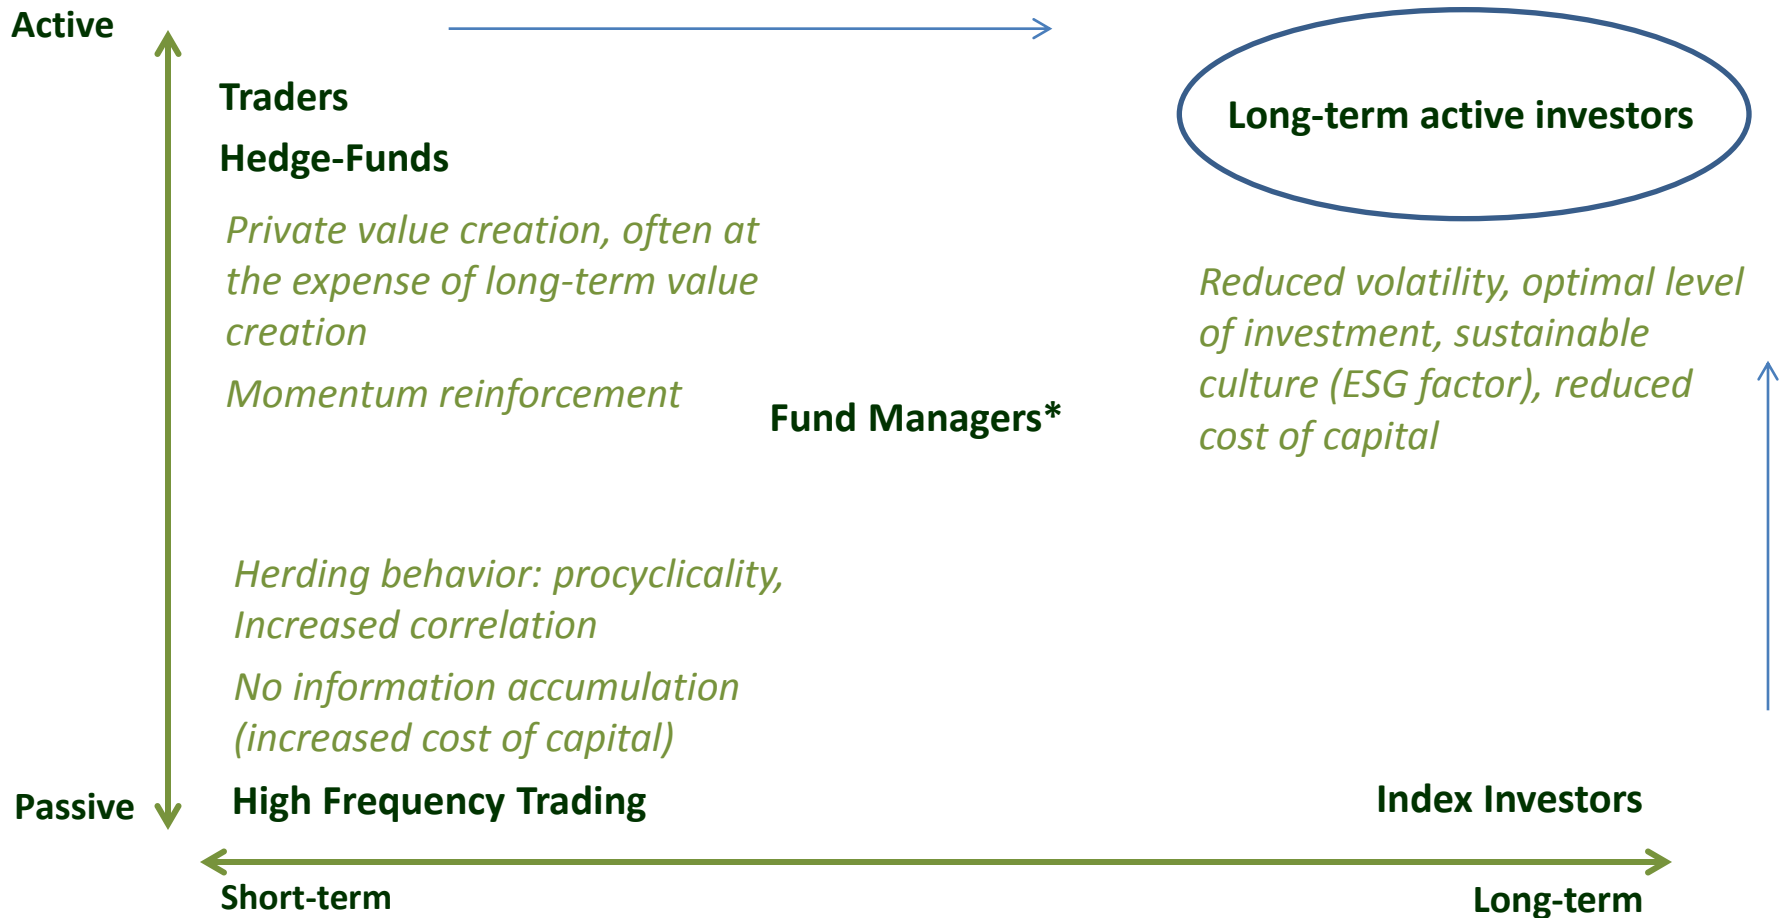 Active
Traders
Hedge-Funds
Private value creation, often at
the expense of long-term value
creation
Momentum reinforcement
Long-term active investors
Reduced volatility, optimal level
of investment, sustainable
culture (ESG factor), reduced
cost of capital
Fund Managers*
Herding behavior: procyclicality,
Increased correlation
No information accumulation
(increased cost of capital)
Passive
High Frequency Trading
Index Investors
Short-term
Long-term